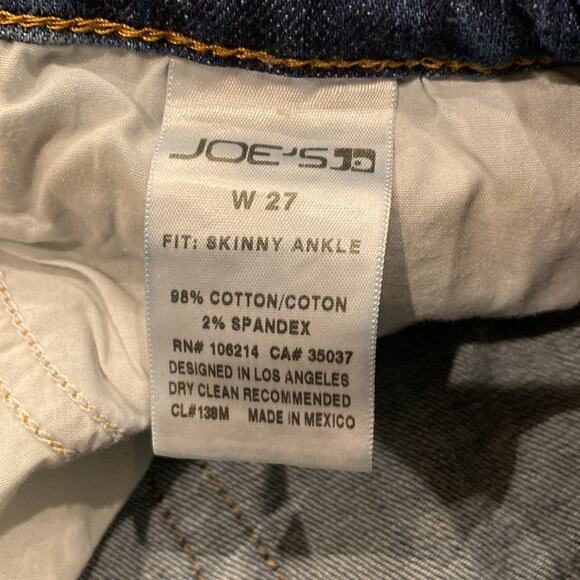 JOE'S
W 27
FIT: SKINNY ANKLE
98% COTTON/COTON
2% SPANDEX
RN# 106214 CA# 35037
DESIGNED IN LOS ANGELES
DRY CLEAN RECOMMENDED
CL#138M MADE IN MEXICO